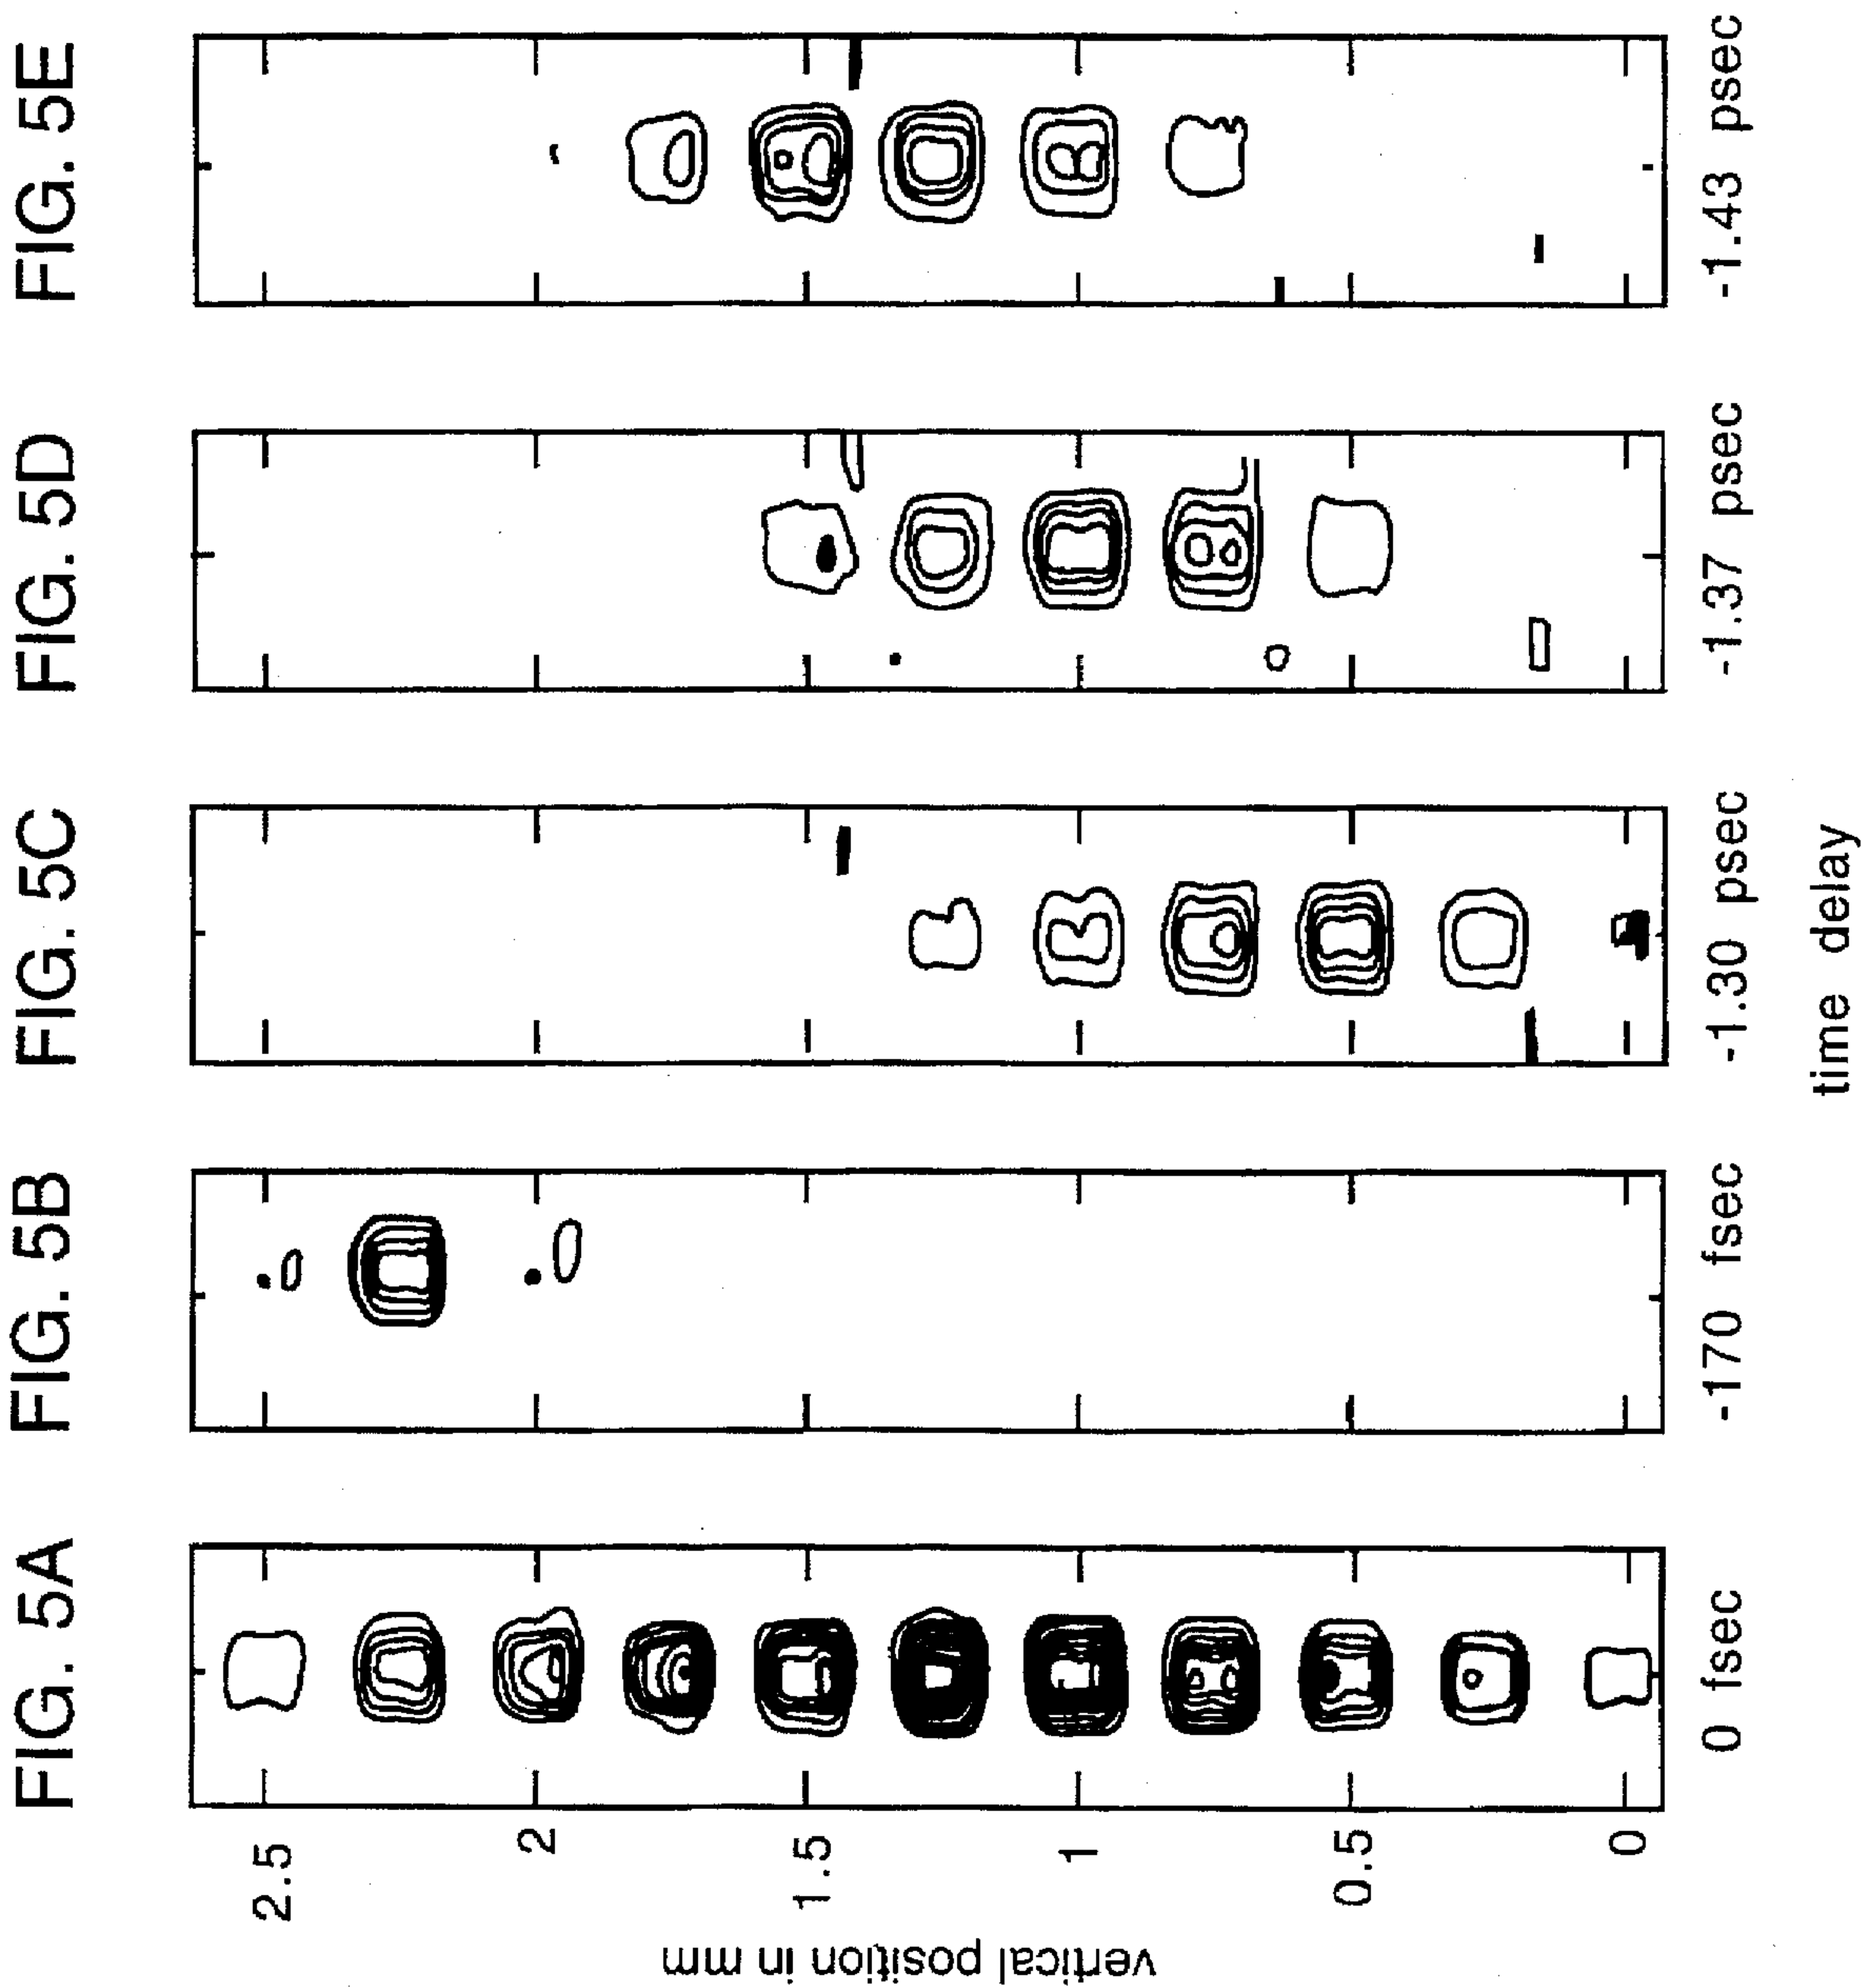 FIG. 5A
FIG. 5B
FIG. 5C
FIG. 5D
FIG. 5E
vertical position in mm
2.5
2
1.5
1
0.5
0
0 fsec
-170 fsec
-1.30 psec
-1.37 psec
-1.43 psec
time delay